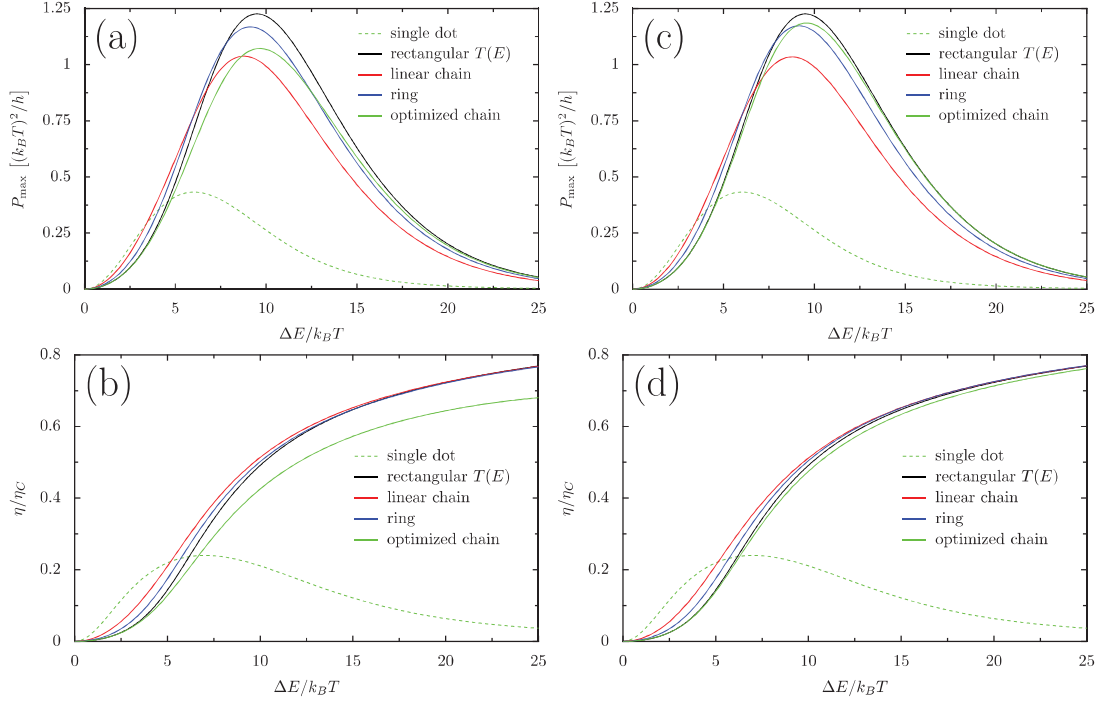 (a)
1.25
1
0.75
0.5
0.25
0
P_max [(k_BT)²/h]
single dot
rectangular T(E)
linear chain
ring
optimized chain
0 5 10 15 20 25
ΔE/k_BT
(c)
1.25
1
0.75
0.5
0.25
0
P_max [(k_BT)²/h]
single dot
rectangular T(E)
linear chain
ring
optimized chain
0 5 10 15 20 25
ΔE/k_BT
(b)
0.8
0.6
0.4
0.2
0
η/η_C
single dot
rectangular T(E)
linear chain
ring
optimized chain
0 5 10 15 20 25
ΔE/k_BT
(d)
0.8
0.6
0.4
0.2
0
η/η_C
single dot
rectangular T(E)
linear chain
ring
optimized chain
0 5 10 15 20 25
ΔE/k_BT